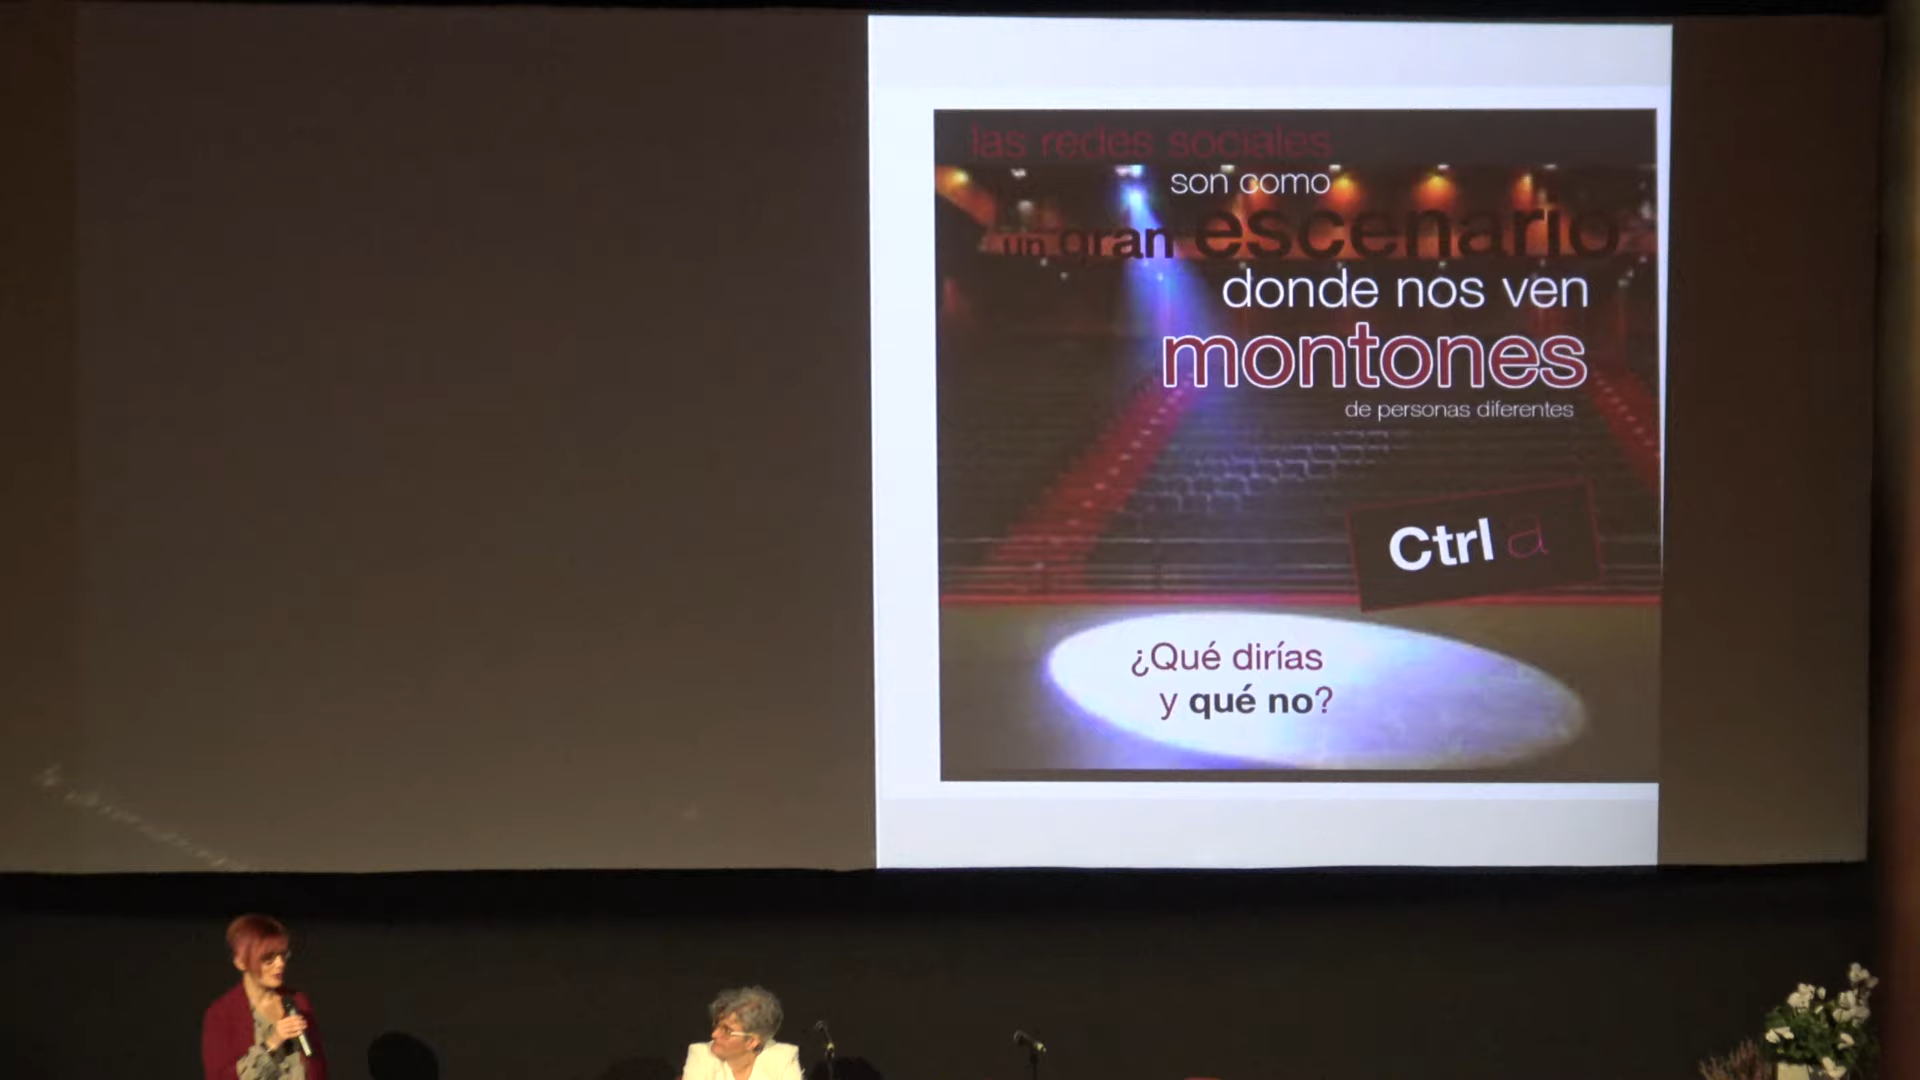 las redes sociales
son como
un gran escenario
donde nos ven
montones
de personas diferentes
Ctrl a
¿Qué dirías
y qué no?